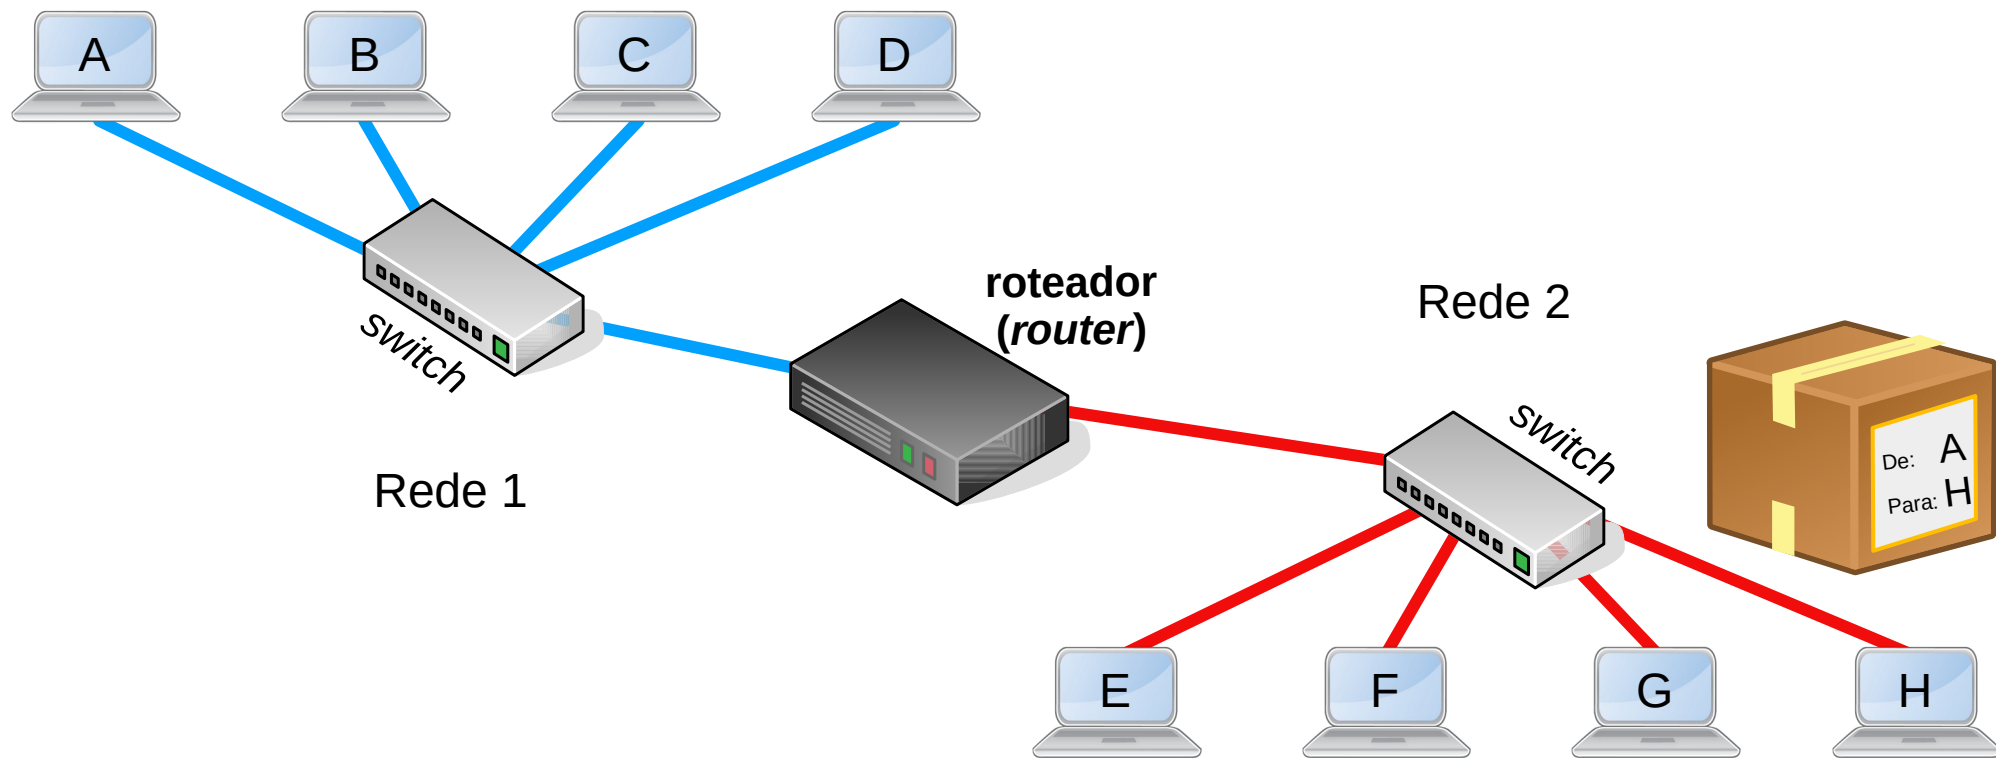 A
B
C
D
switch
roteador
(router)
Rede 1
Rede 2
switch
De: A
Para: H
E
F
G
H